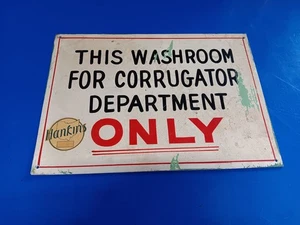 THIS WASHROOM
FOR CORRUGATOR
DEPARTMENT
Hankins
ONLY